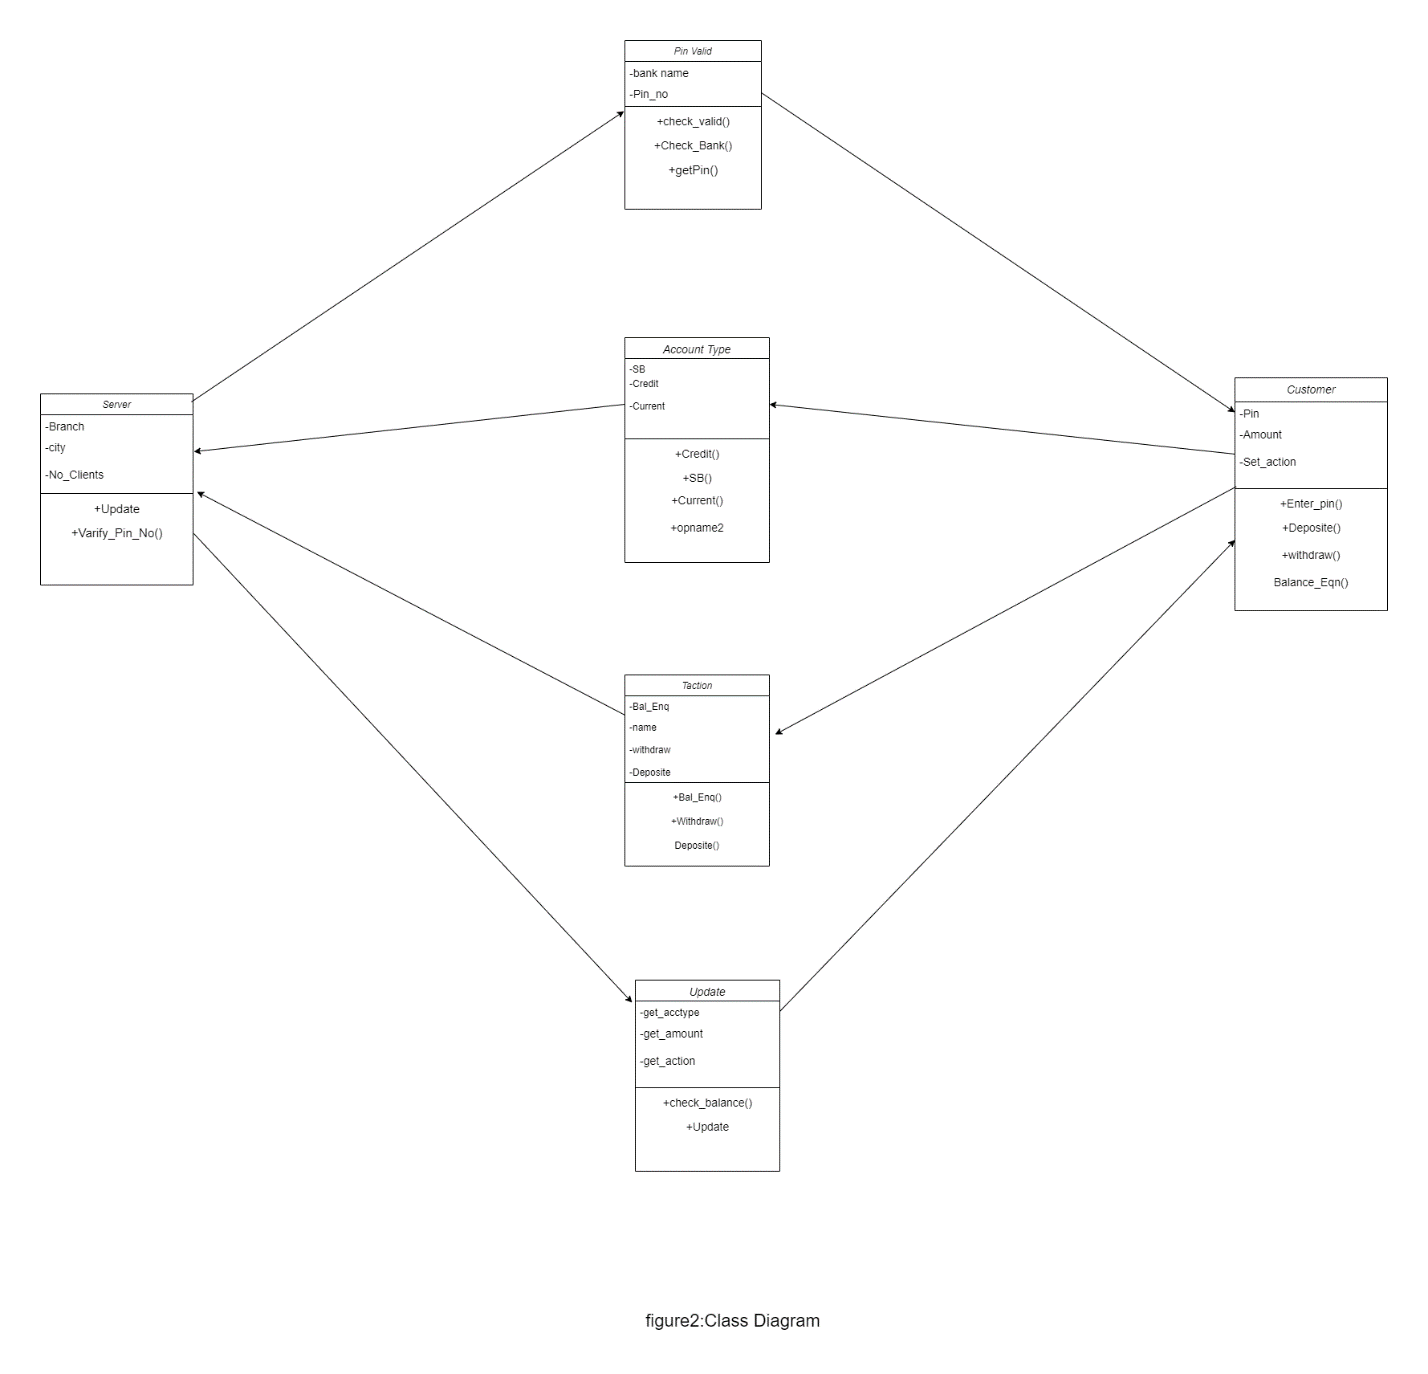 Pin Valid
-bank name
-Pin_no
+check_valid()
+Check_Bank()
+getPin()
Account Type
-SB
-Credit
-Current
+Credit()
+SB()
+Current()
+opname2
Server
-Branch
-city
-No_Clients
+Update
+Varify_Pin_No()
Customer
-Pin
-Amount
-Set_action
+Enter_pin()
+Deposite()
+withdraw()
Balance_Eqn()
Taction
-Bal_Enq
-name
-withdraw
-Deposite
+Bal_Enq()
+Withdraw()
Deposite()
Update
-get_acctype
-get_amount
-get_action
+check_balance()
+Update
figure2:Class Diagram